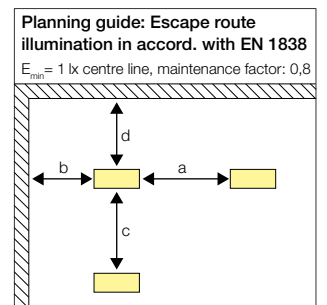 Planning guide: Escape route
illumination in accord. with EN 1838
Emin= 1 lx centre line, maintenance factor: 0,8
d
b
a
c